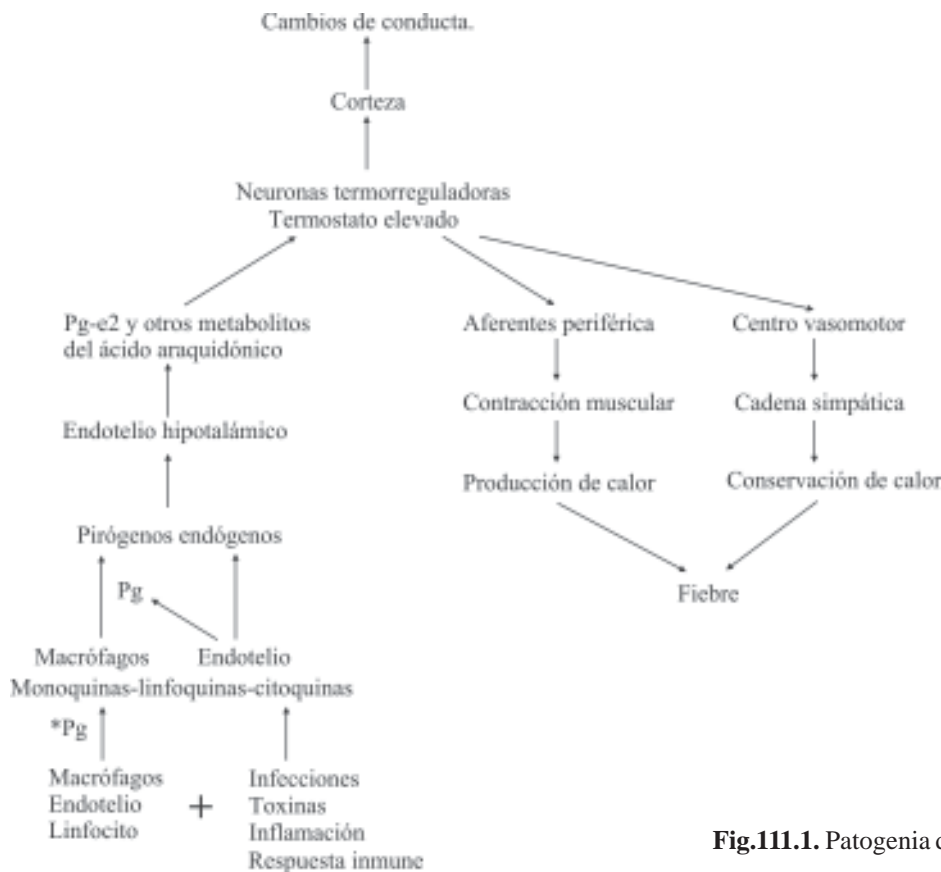 Cambios de conducta.
Corteza
Neuronas termorreguladoras
Termostato elevado
Pg-e2 y otros metabolitos
del ácido araquidónico
Aferentes periférica
Centro vasomotor
Contracción muscular
Cadena simpática
Endotelio hipotalámico
Producción de calor
Conservación de calor
Pirógenos endógenos
Pg
Fiebre
Macrófagos
Endotelio
Monoquinas-linfoquinas-citoquinas
*Pg
Macrófagos
Endotelio
Linfocito
+
Infecciones
Toxinas
Inflamación
Respuesta inmune
Fig.111.1. Patogenia